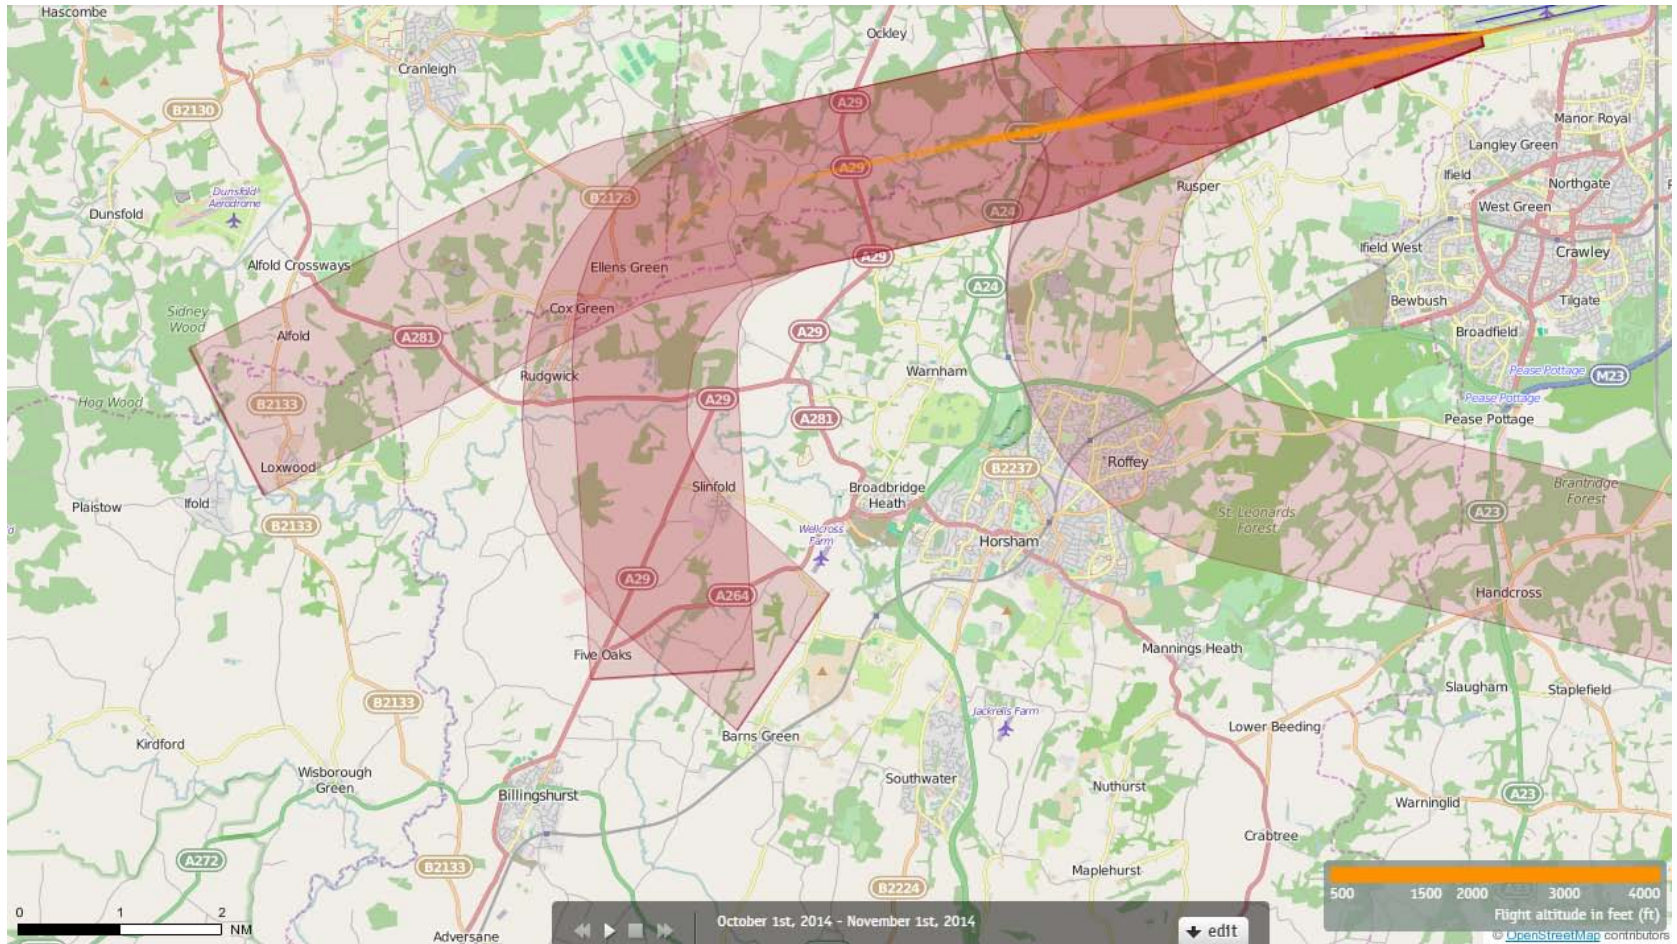 Hascombe
Ockley
Cranleigh
B2130
A29
Manor Royal
Langley Green
Ifield
Northgate
A29
Rusper
West Green
Dunsfold
Aerodrome
B2128
Dunsfold
A24
Ifield West
Crawley
A29
Alfold Crossways
Ellens Green
A24
Bewbush
Tilgate
Sidney
Wood
Cox Green
Alfold
A281
A29
Broadfield
Rudgwick
Warnham
Pease Pottage
M23
Hog Wood
B2133
A29
Pease Pottage
A281
Pease Pottage
Loxwood
B2237
Roffey
Slinfold
Broadbridge
Heath
Brantridge
Forest
Plaistow
Ifold
St. Leonards
Forest
A23
B2133
Wellcross
Farm
Horsham
A29
A264
Handcross
Five Oaks
Mannings Heath
Slaugham
Staplefield
B2133
Jackrells Farm
Lower Beeding
Barns Green
Kirdford
Wisborough
Green
Southwater
Nuthurst
Billingshurst
A23
Warninglid
Crabtree
A272
B2133
Maplehurst
B2224
500 1500 2000 3000 4000
Flight altitude in feet (ft)
0 1 2
NM
October 1st, 2014 - November 1st, 2014
edit
Adversane
© OpenStreetMap contributors